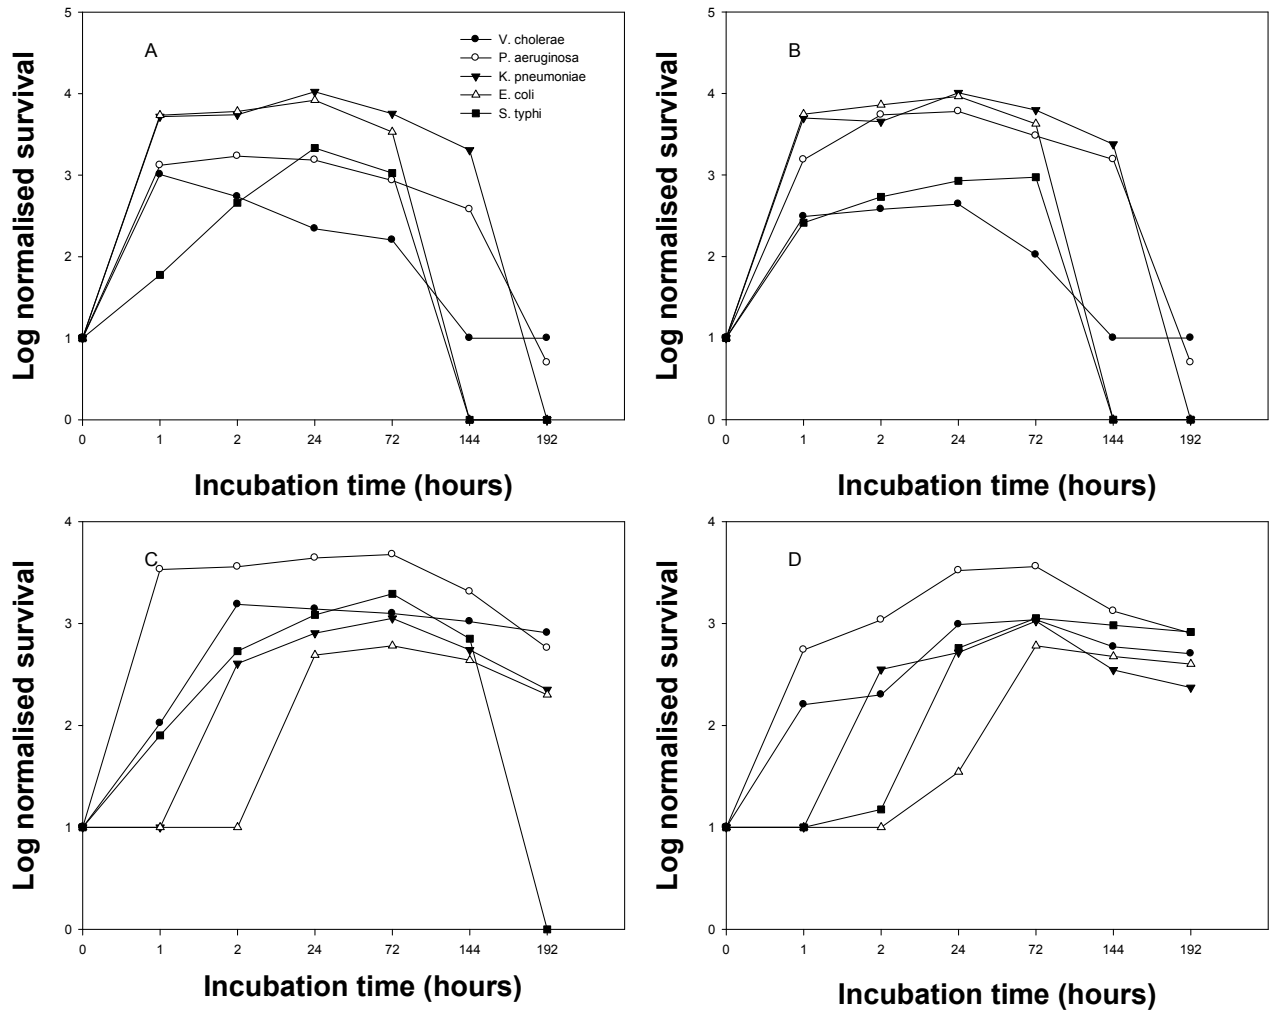 5
4
3
2
1
0
Log normalised survival
A
V. cholerae
P. aeruginosa
K. pneumoniae
E. coli
S. typhi
0 1 2 24 72 144 192
Incubation time (hours)
5
4
3
2
1
0
Log normalised survival
B
0 1 2 24 72 144 192
Incubation time (hours)
4
3
2
1
0
Log normalised survival
C
0 1 2 24 72 144 192
Incubation time (hours)
4
3
2
1
0
Log normalised survival
D
0 1 2 24 72 144 192
Incubation time (hours)